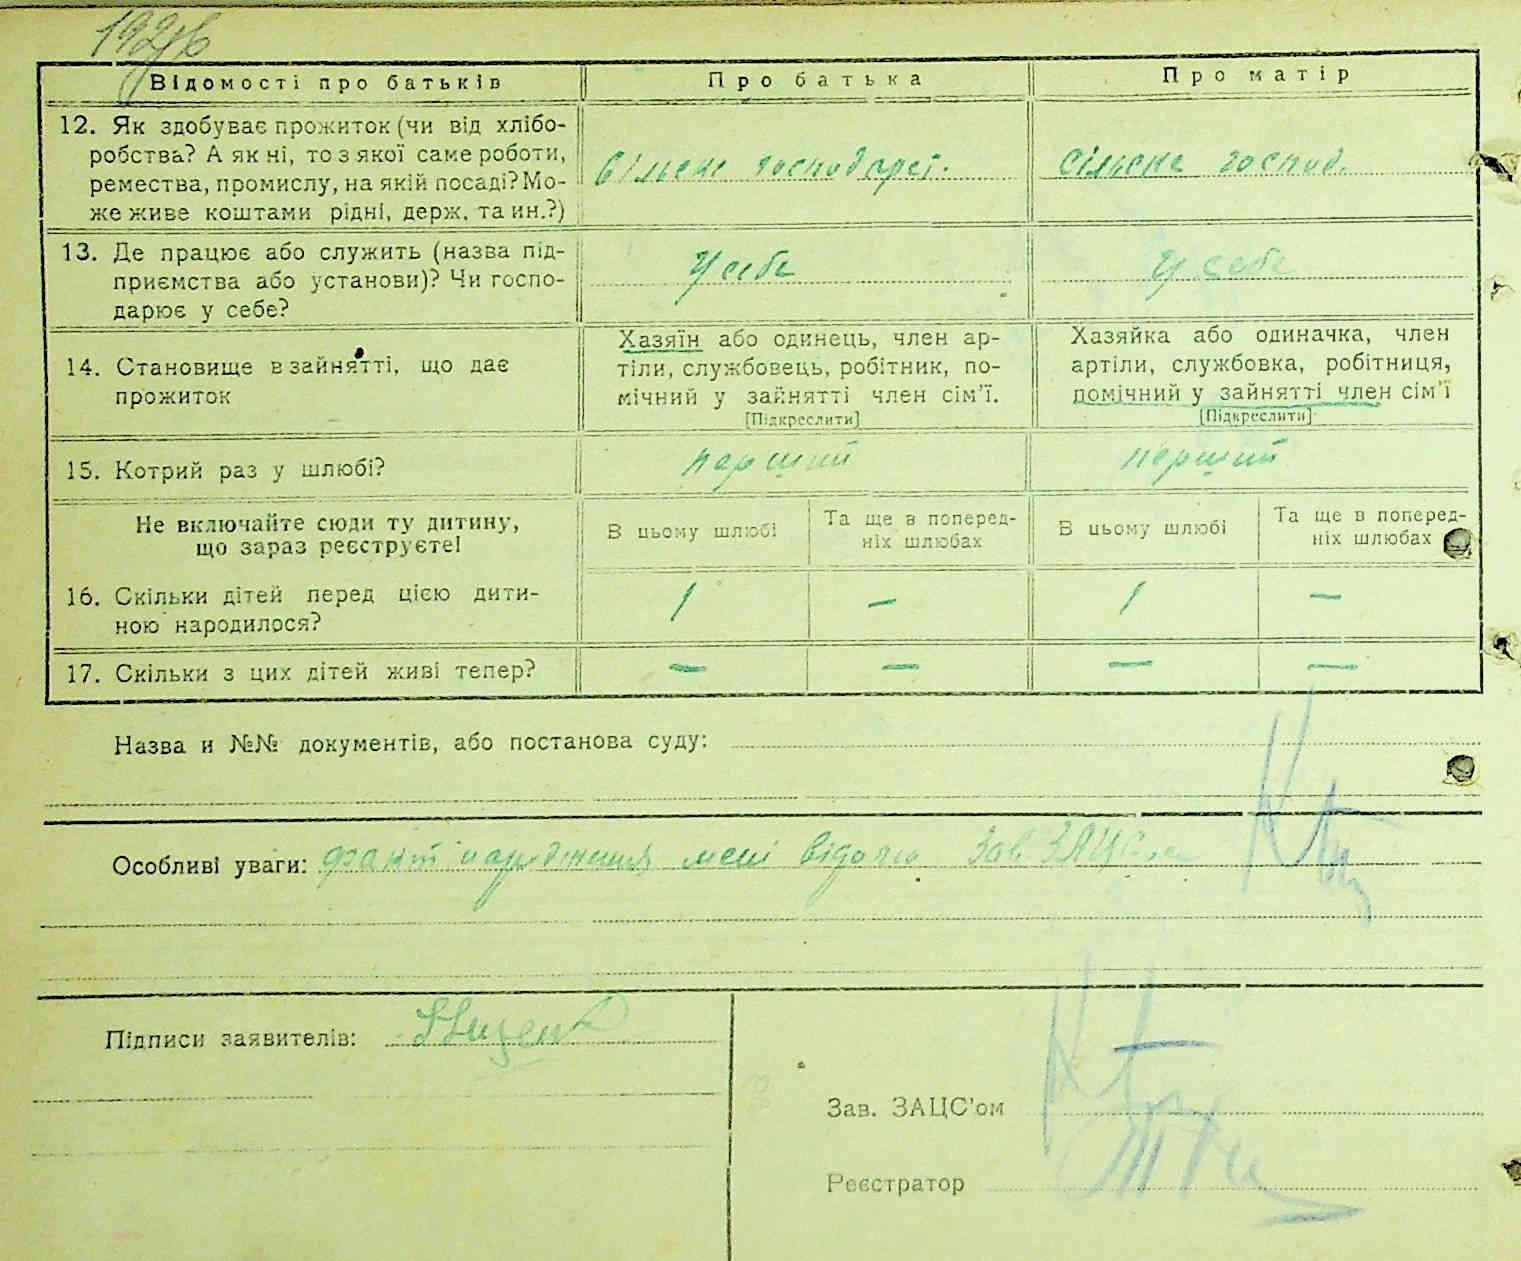 Відомості про батьків Про батька Про матір
12. Як здобуває прожиток (чи від хлібо-
робства? А як ні, то з якої саме роботи,
ремества, промислу, на якій посаді? Мо-
же живе коштами рідні, держ. та ин.?)
Сільське господарст. сільське господ.
13. Де працює або служить (назва під-
приємства або установи)? Чи госпо-
дарює у себе?
У себе У себе
14. Становище в зайнятті, що дає
прожиток
Хазяїн або одинець, член ар-
тіли, службовець, робітник, по-
мічний у зайнятті член сім’ї.
[Підкреслити]
Хазяйка або одиначка, член
артіли, службовка, робітниця,
помічний у зайнятті член сім’ї
[Підкреслити]
15. Котрий раз у шлюбі? перший перший
Не включайте сюди ту дитину,
що зараз реєструєте!
В цьому шлюбі
Та ще в поперед-
ніх шлюбах
В цьому шлюбі
Та ще в поперед-
ніх шлюбах
16. Скільки дітей перед цією дити-
ною народилося?
1 — 1 —
17. Скільки з цих дітей живі тепер? — — — —
Назва и №№ документів, або постанова суду:
Особливі уваги: факт народження мені відомо Зав. ЗАЦСом
Підписи заявителів:
Зав. ЗАЦС’ом
Реєстратор